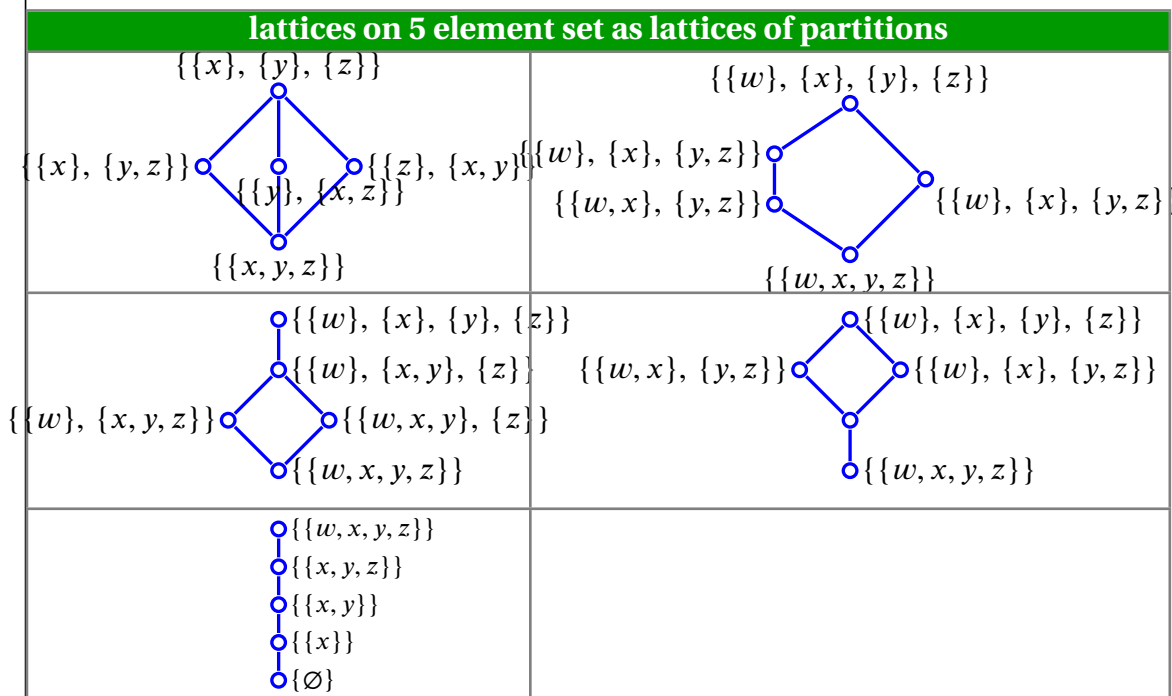 lattices on 5 element set as lattices of partitions
{{x}, {y}, {z}}
{{x}, {y, z}}
{{z}, {x, y}}
{{y}, {x, z}}
{{x, y, z}}
{{w}, {x}, {y}, {z}}
{{w}, {x}, {y, z}}
{{w, x}, {y, z}}
{{w}, {x}, {y, z}}
{{w, x, y, z}}
{{w}, {x}, {y}, {z}}
{{w}, {x, y}, {z}}
{{w}, {x, y, z}}
{{w, x, y}, {z}}
{{w, x, y, z}}
{{w}, {x}, {y}, {z}}
{{w, x}, {y, z}}
{{w}, {x}, {y, z}}
{{w, x, y, z}}
{{w, x, y, z}}
{{x, y, z}}
{{x, y}}
{{x}}
{∅}